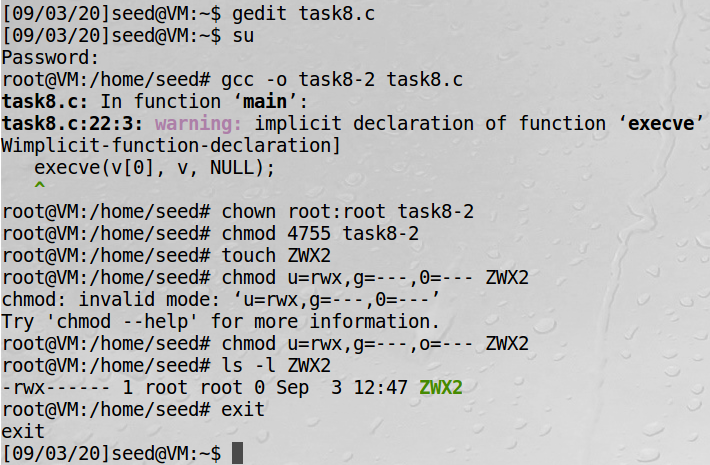 [09/03/20]seed@VM:~$ gedit task8.c
[09/03/20]seed@VM:~$ su
Password:
root@VM:/home/seed# gcc -o task8-2 task8.c
task8.c: In function ‘main’:
task8.c:22:3: warning: implicit declaration of function ‘execve’
Wimplicit-function-declaration]
   execve(v[0], v, NULL);
   ^
root@VM:/home/seed# chown root:root task8-2
root@VM:/home/seed# chmod 4755 task8-2
root@VM:/home/seed# touch ZWX2
root@VM:/home/seed# chmod u=rwx,g=---,0=--- ZWX2
chmod: invalid mode: ‘u=rwx,g=---,0=---’
Try 'chmod --help' for more information.
root@VM:/home/seed# chmod u=rwx,g=---,o=--- ZWX2
root@VM:/home/seed# ls -l ZWX2
-rwx------ 1 root root 0 Sep  3 12:47 ZWX2
root@VM:/home/seed# exit
exit
[09/03/20]seed@VM:~$